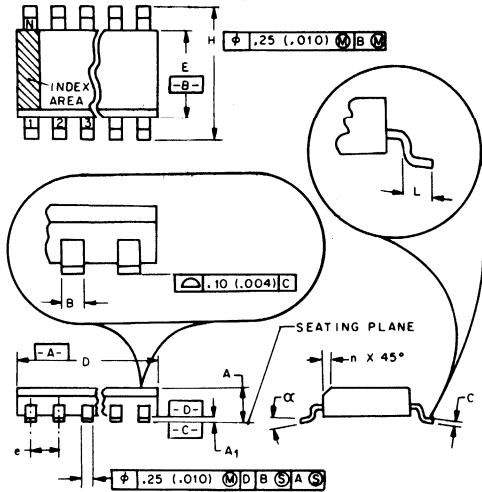 N
H
⌀ .25 (.010) Ⓜ B Ⓜ
E
-B-
INDEX
AREA
1 2 3
L
B
⌓ .10 (.004) C
SEATING PLANE
-A-
D
A
n X 45°
-D-
-C-
α
C
e
A1
⌀ .25 (.010) Ⓜ D B Ⓢ A Ⓢ